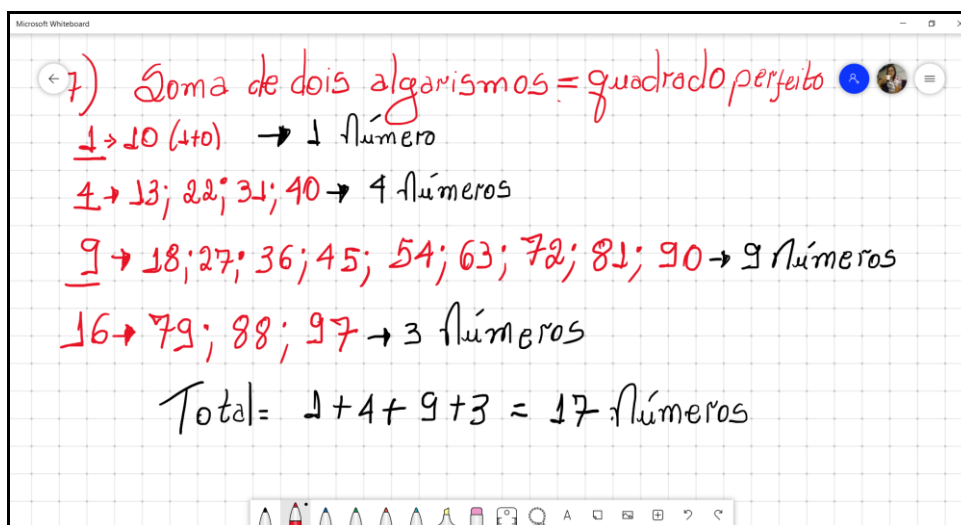 Microsoft Whiteboard
7) Soma de dois algarismos = quadrado perfeito
1 → 10 (1+0) → 1 número
4 → 13; 22; 31; 40 → 4 números
9 → 18; 27; 36; 45; 54; 63; 72; 81; 90 → 9 números
16 → 79; 88; 97 → 3 números
Total = 1 + 4 + 9 + 3 = 17 números